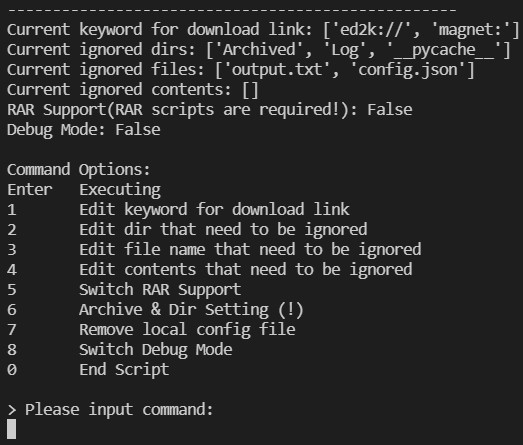 --------------------------------------------------
Current keyword for download link: ['ed2k://', 'magnet:']
Current ignored dirs: ['Archived', 'Log', '__pycache__']
Current ignored files: ['output.txt', 'config.json']
Current ignored contents: []
RAR Support(RAR scripts are required!): False
Debug Mode: False
Command Options:
Enter   Executing
1       Edit keyword for download link
2       Edit dir that need to be ignored
3       Edit file name that need to be ignored
4       Edit contents that need to be ignored
5       Switch RAR Support
6       Archive & Dir Setting (!)
7       Remove local config file
8       Switch Debug Mode
0       End Script
> Please input command: